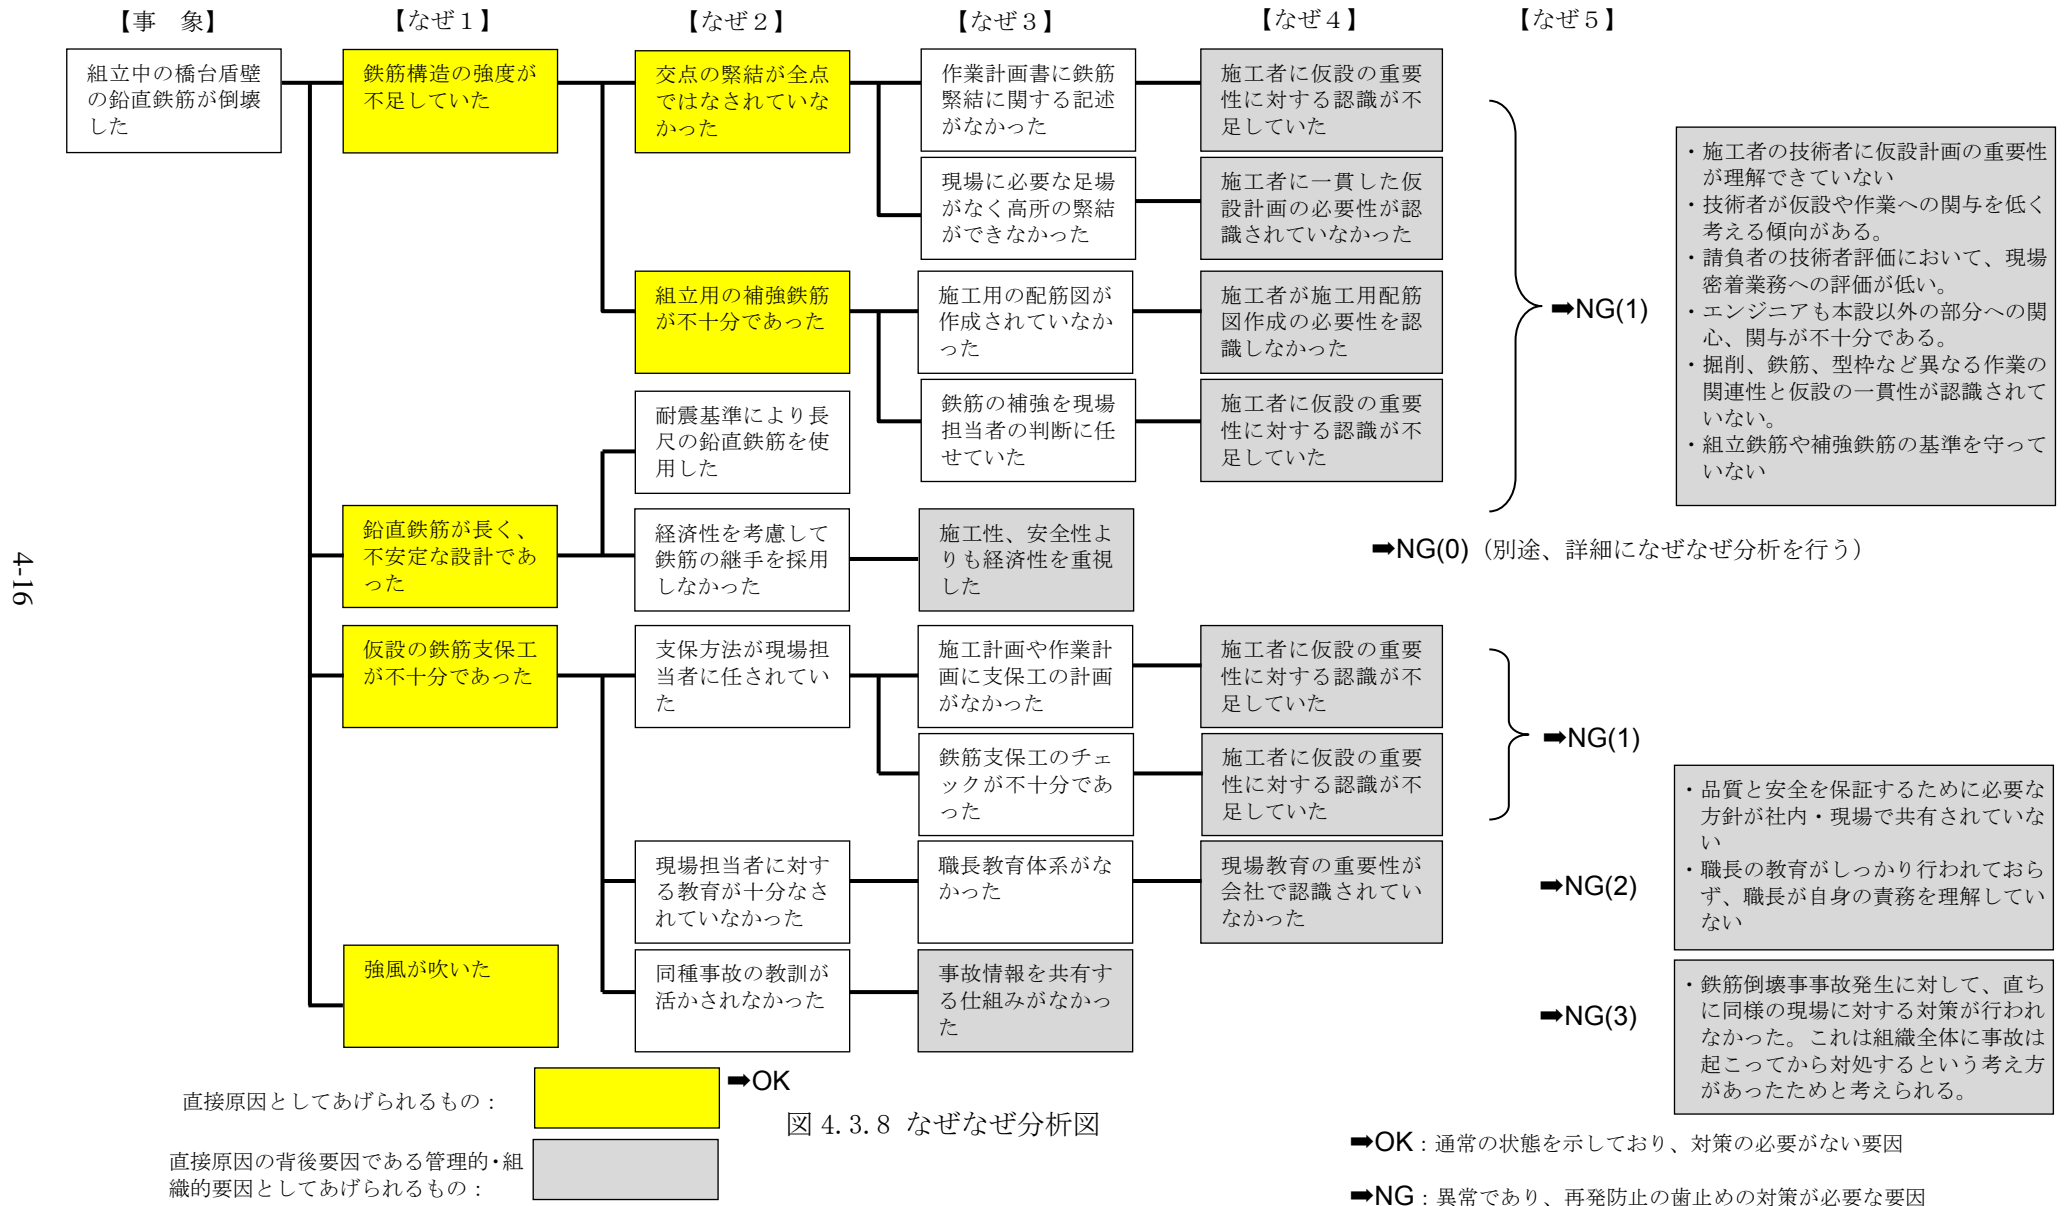 【事　象】
【なぜ１】
【なぜ２】
【なぜ３】
【なぜ４】
【なぜ５】
組立中の橋台盾壁
の鉛直鉄筋が倒壊
した
鉄筋構造の強度が
不足していた
交点の緊結が全点
ではなされていな
かった
作業計画書に鉄筋
緊結に関する記述
がなかった
施工者に仮設の重要
性に対する認識が不
足していた
現場に必要な足場
がなく高所の緊結
ができなかった
施工者に一貫した仮
設計画の必要性が認
識されていなかった
組立用の補強鉄筋
が不十分であった
施工用の配筋図が
作成されていなか
った
施工者が施工用配筋
図作成の必要性を認
識しなかった
鉄筋の補強を現場
担当者の判断に任
せていた
施工者に仮設の重要
性に対する認識が不
足していた
➡NG(1)
・施工者の技術者に仮設計画の重要性
が理解できていない
・技術者が仮設や作業への関与を低く
考える傾向がある。
・請負者の技術者評価において、現場
密着業務への評価が低い。
・エンジニアも本設以外の部分への関
心、関与が不十分である。
・掘削、鉄筋、型枠など異なる作業の
関連性と仮設の一貫性が認識されて
いない。
・組立鉄筋や補強鉄筋の基準を守って
いない
鉛直鉄筋が長く、
不安定な設計であ
った
耐震基準により長
尺の鉛直鉄筋を使
用した
経済性を考慮して
鉄筋の継手を採用
しなかった
施工性、安全性よ
りも経済性を重視
した
➡NG(0)（別途、詳細になぜなぜ分析を行う）
仮設の鉄筋支保工
が不十分であった
支保方法が現場担
当者に任されてい
た
施工計画や作業計
画に支保工の計画
がなかった
施工者に仮設の重要
性に対する認識が不
足していた
鉄筋支保工のチェ
ックが不十分であ
った
施工者に仮設の重要
性に対する認識が不
足していた
➡NG(1)
現場担当者に対す
る教育が十分なさ
れていなかった
職長教育体系がな
かった
現場教育の重要性が
会社で認識されてい
なかった
➡NG(2)
・品質と安全を保証するために必要な
方針が社内・現場で共有されていな
い
・職長の教育がしっかり行われておら
ず、職長が自身の責務を理解してい
ない
強風が吹いた
同種事故の教訓が
活かされなかった
事故情報を共有す
る仕組みがなかっ
た
➡NG(3)
・鉄筋倒壊事事故発生に対して、直ち
に同様の現場に対する対策が行われ
なかった。これは組織全体に事故は
起こってから対処するという考え方
があったためと考えられる。
直接原因としてあげられるもの：
➡OK
直接原因の背後要因である管理的・組
織的要因としてあげられるもの：
図 4.3.8 なぜなぜ分析図
➡OK：通常の状態を示しており、対策の必要がない要因
➡NG：異常であり、再発防止の歯止めの対策が必要な要因
4-16